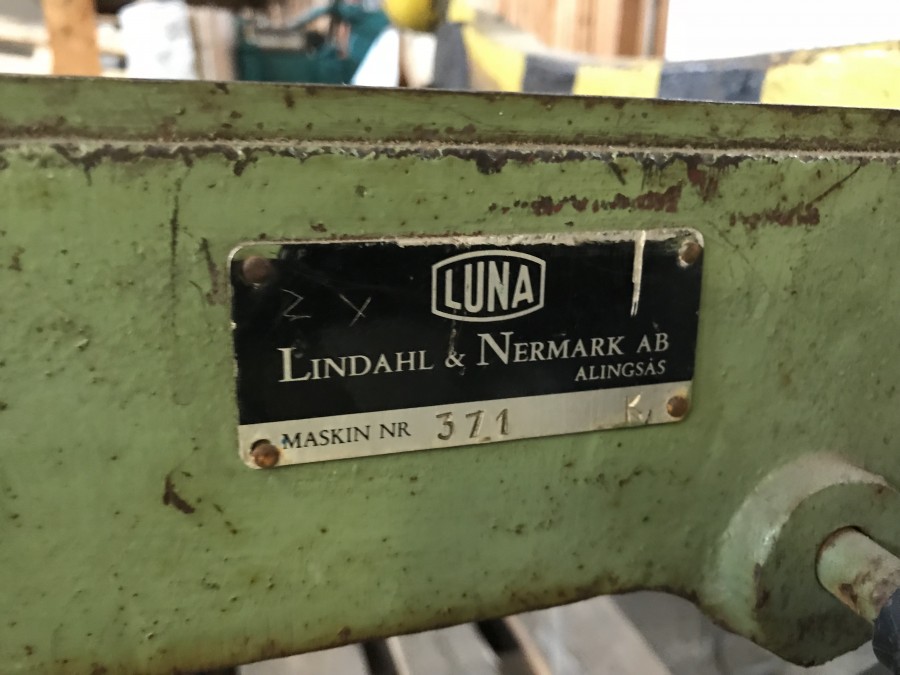 LUNA
LINDAHL & NERMARK AB
ALINGSÅS
MASKIN NR 371